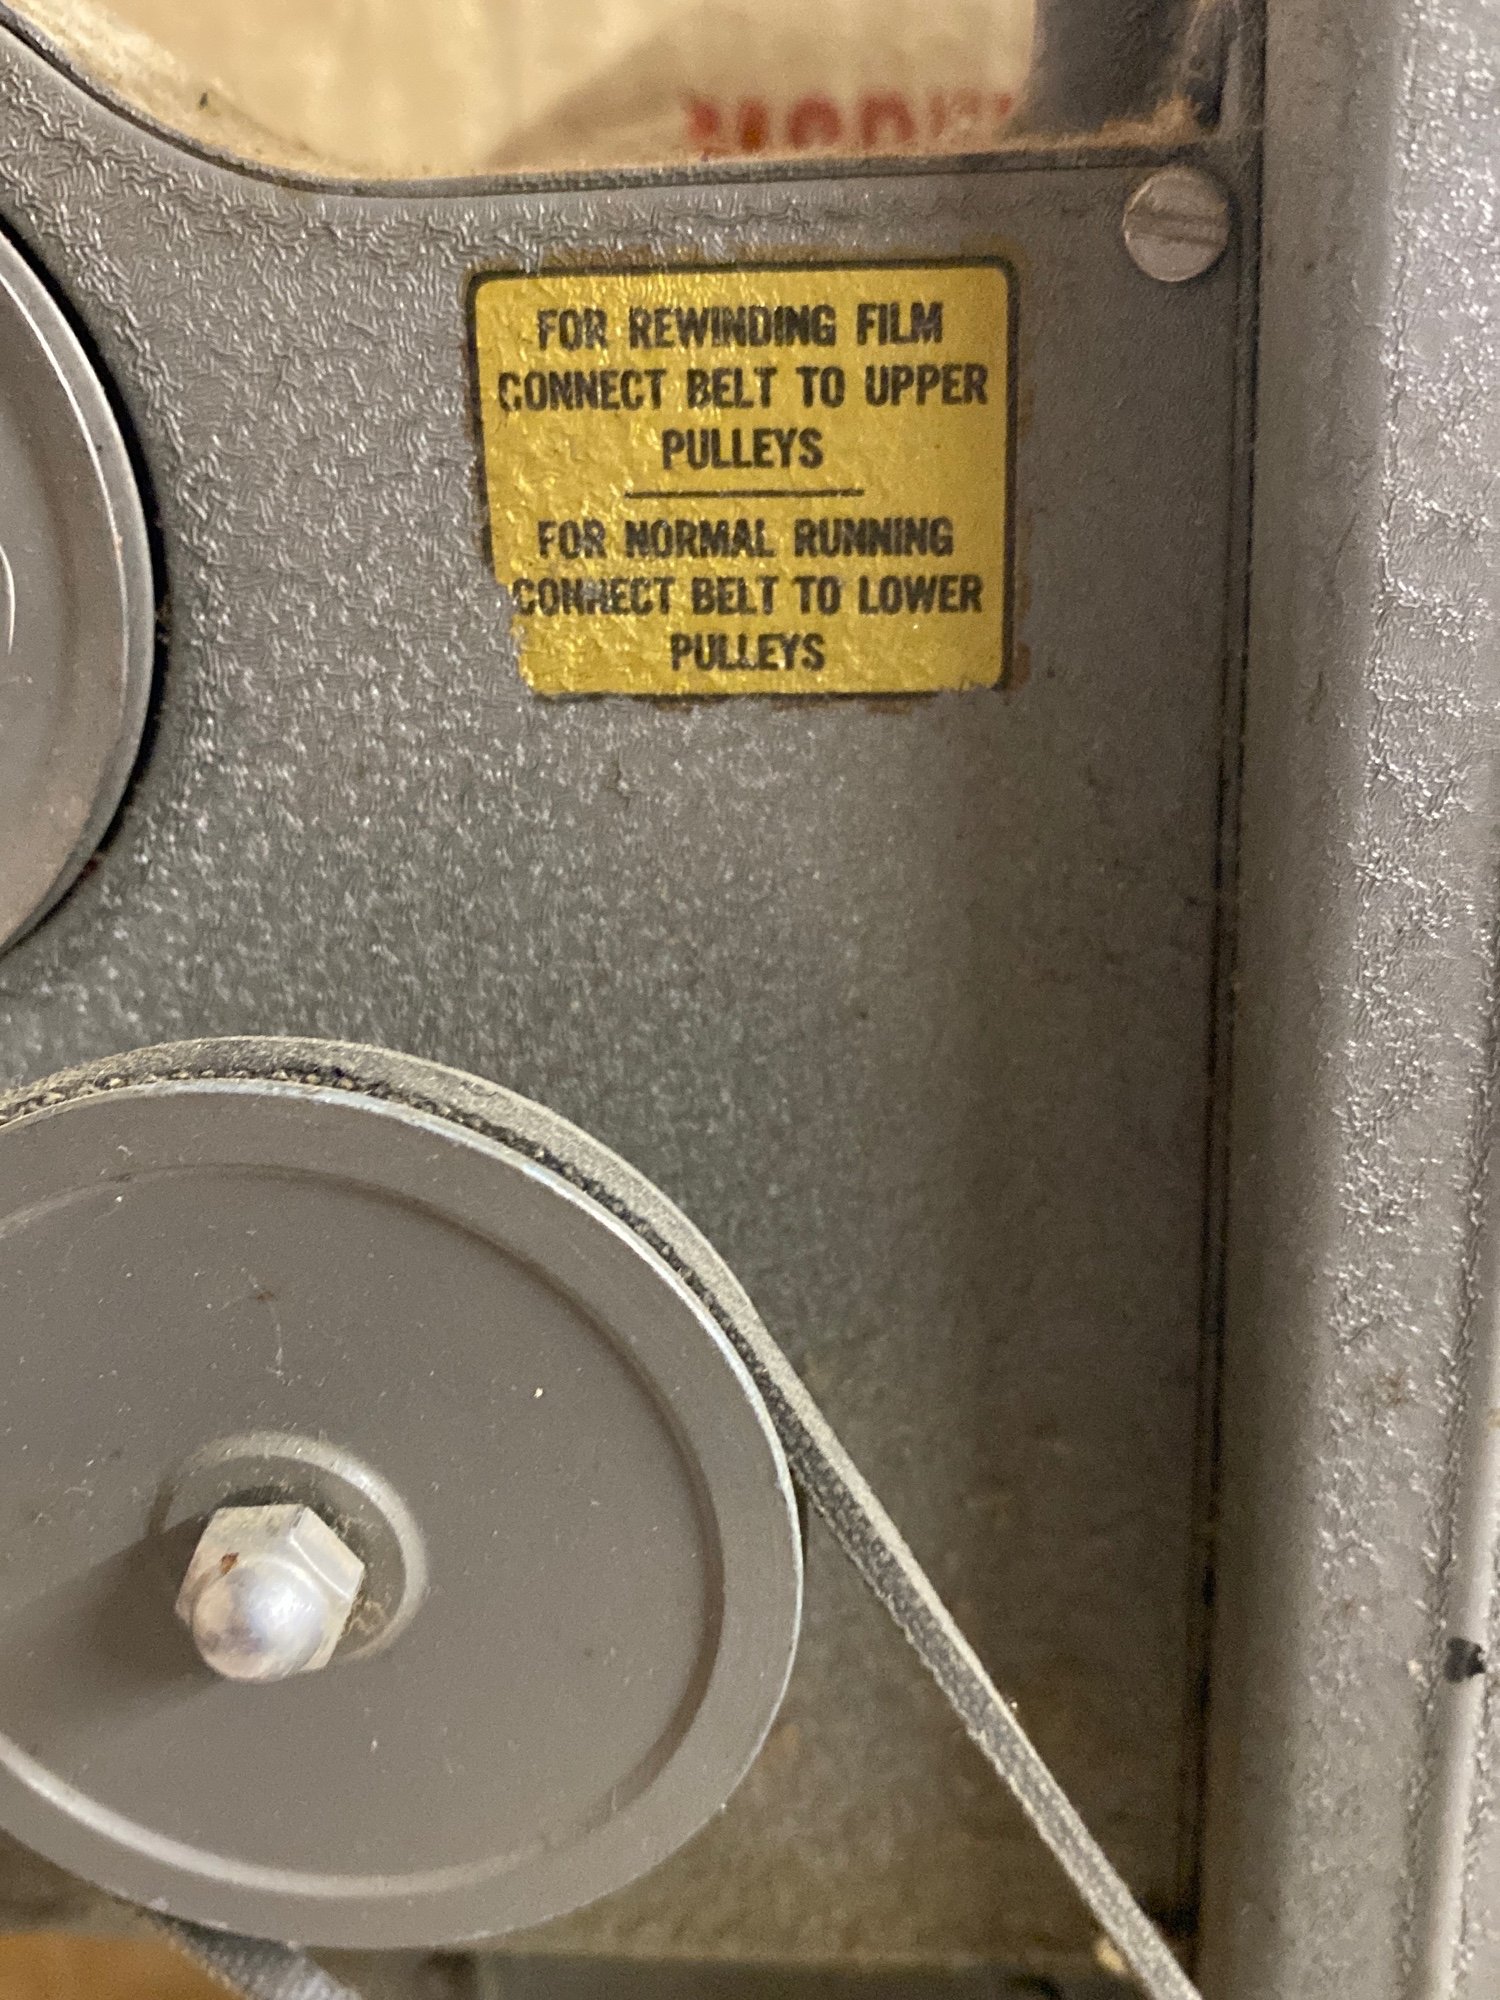 FOR REWINDING FILM
CONNECT BELT TO UPPER
PULLEYS
FOR NORMAL RUNNING
CONNECT BELT TO LOWER
PULLEYS